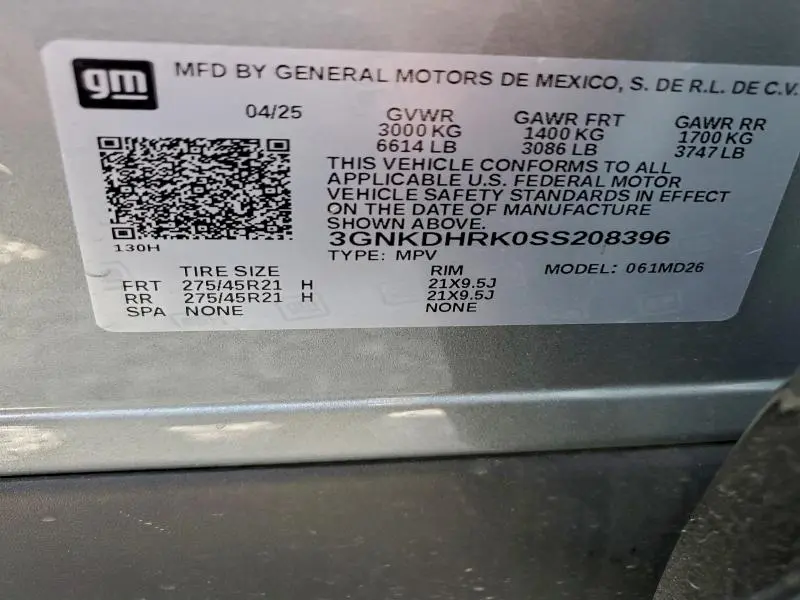 gm
MFD BY GENERAL MOTORS DE MEXICO, S. DE R.L. DE C.V.
04/25 GVWR GAWR FRT GAWR RR
3000 KG 1400 KG 1700 KG
6614 LB 3086 LB 3747 LB
THIS VEHICLE CONFORMS TO ALL
APPLICABLE U.S. FEDERAL MOTOR
VEHICLE SAFETY STANDARDS IN EFFECT
ON THE DATE OF MANUFACTURE
SHOWN ABOVE.
3GNKDHRK0SS208396
130H
TYPE: MPV MODEL: 061MD26
TIRE SIZE RIM
FRT 275/45R21 H 21X9.5J
RR 275/45R21 H 21X9.5J
SPA NONE NONE